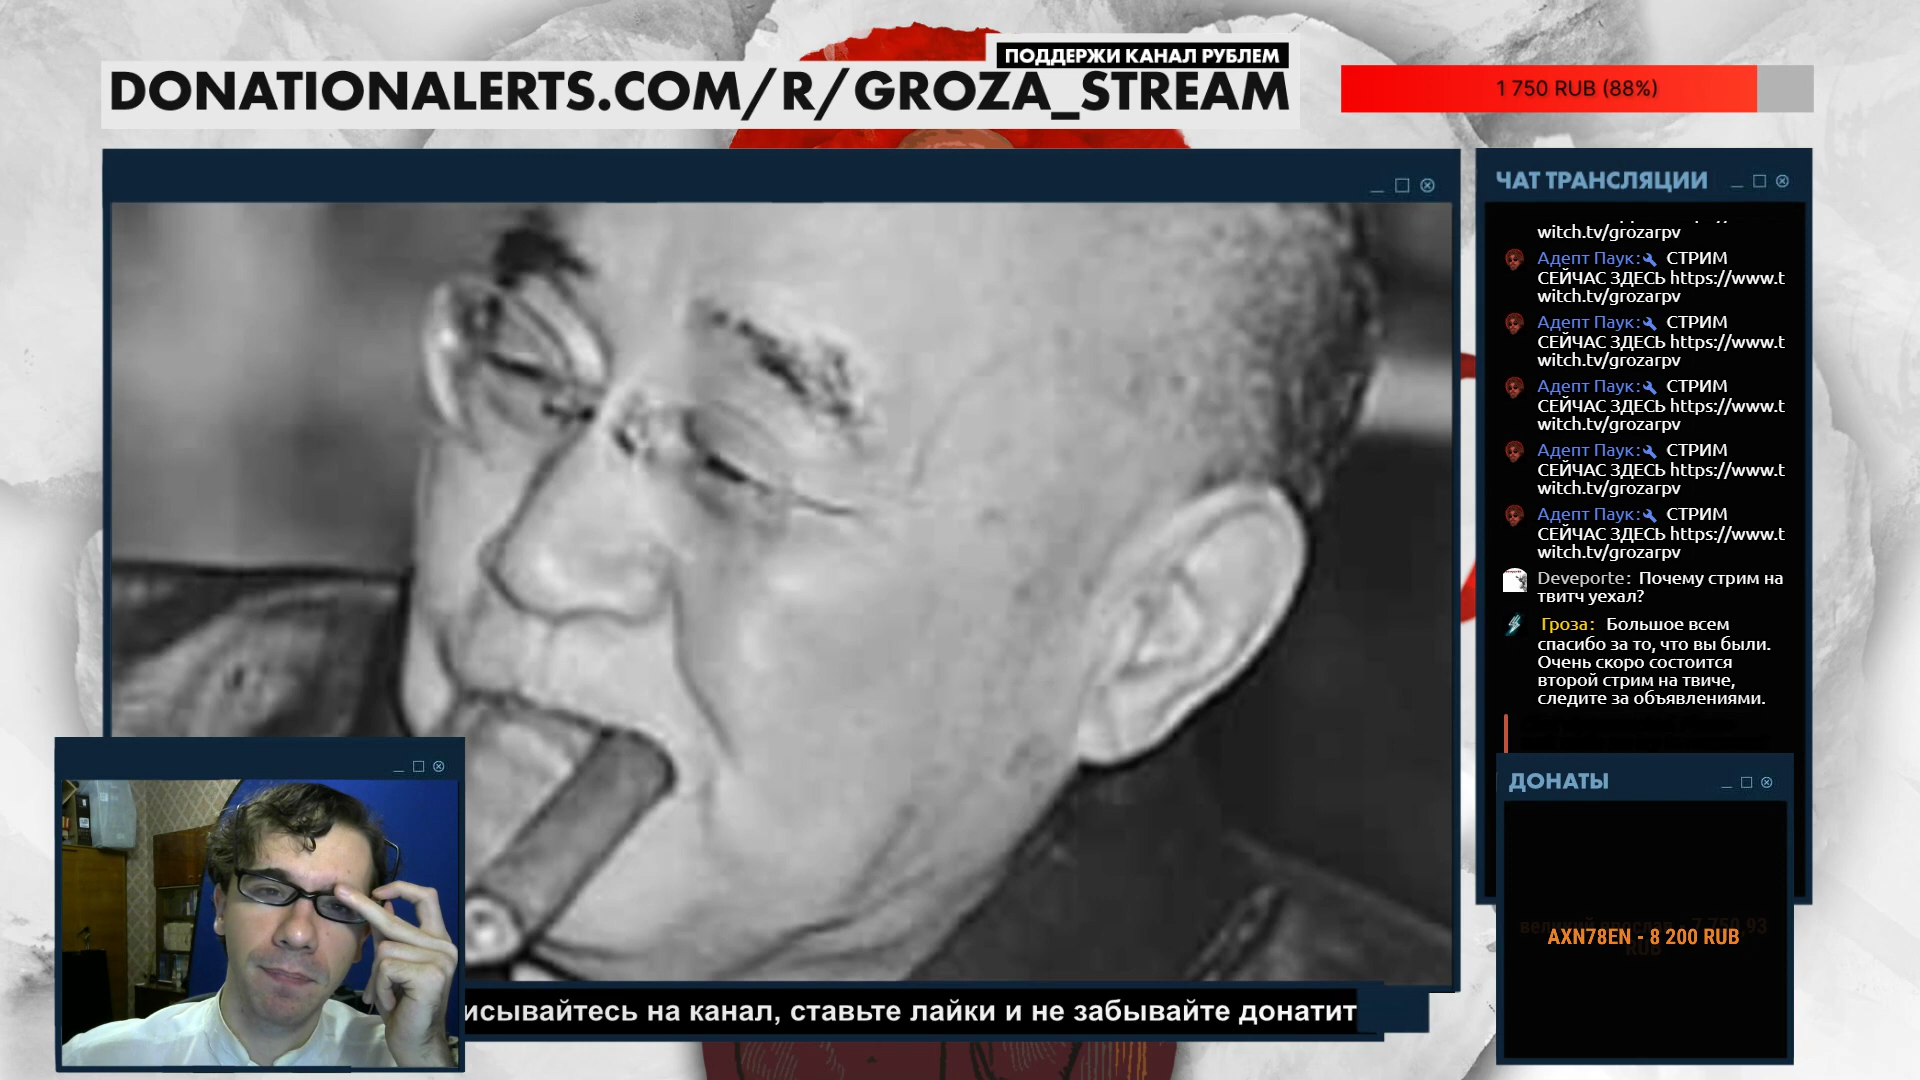 ПОДДЕРЖИ КАНАЛ РУБЛЕМ
DONATIONALERTS.COM/R/GROZA_STREAM
1 750 RUB (88%)
ЧАТ ТРАНСЛЯЦИИ
witch.tv/grozarpv
Адепт Паук: СТРИМ
СЕЙЧАС ЗДЕСЬ https://www.t
witch.tv/grozarpv
Адепт Паук: СТРИМ
СЕЙЧАС ЗДЕСЬ https://www.t
witch.tv/grozarpv
Адепт Паук: СТРИМ
СЕЙЧАС ЗДЕСЬ https://www.t
witch.tv/grozarpv
Адепт Паук: СТРИМ
СЕЙЧАС ЗДЕСЬ https://www.t
witch.tv/grozarpv
Адепт Паук: СТРИМ
СЕЙЧАС ЗДЕСЬ https://www.t
witch.tv/grozarpv
Deveporte: Почему стрим на
твитч уехал?
Гроза: Большое всем
спасибо за то, что вы были.
Очень скоро состоится
второй стрим на твиче,
следите за объявлениями.
ДОНАТЫ
AXN78EN - 8 200 RUB
исывайтесь на канал, ставьте лайки и не забывайте донатит